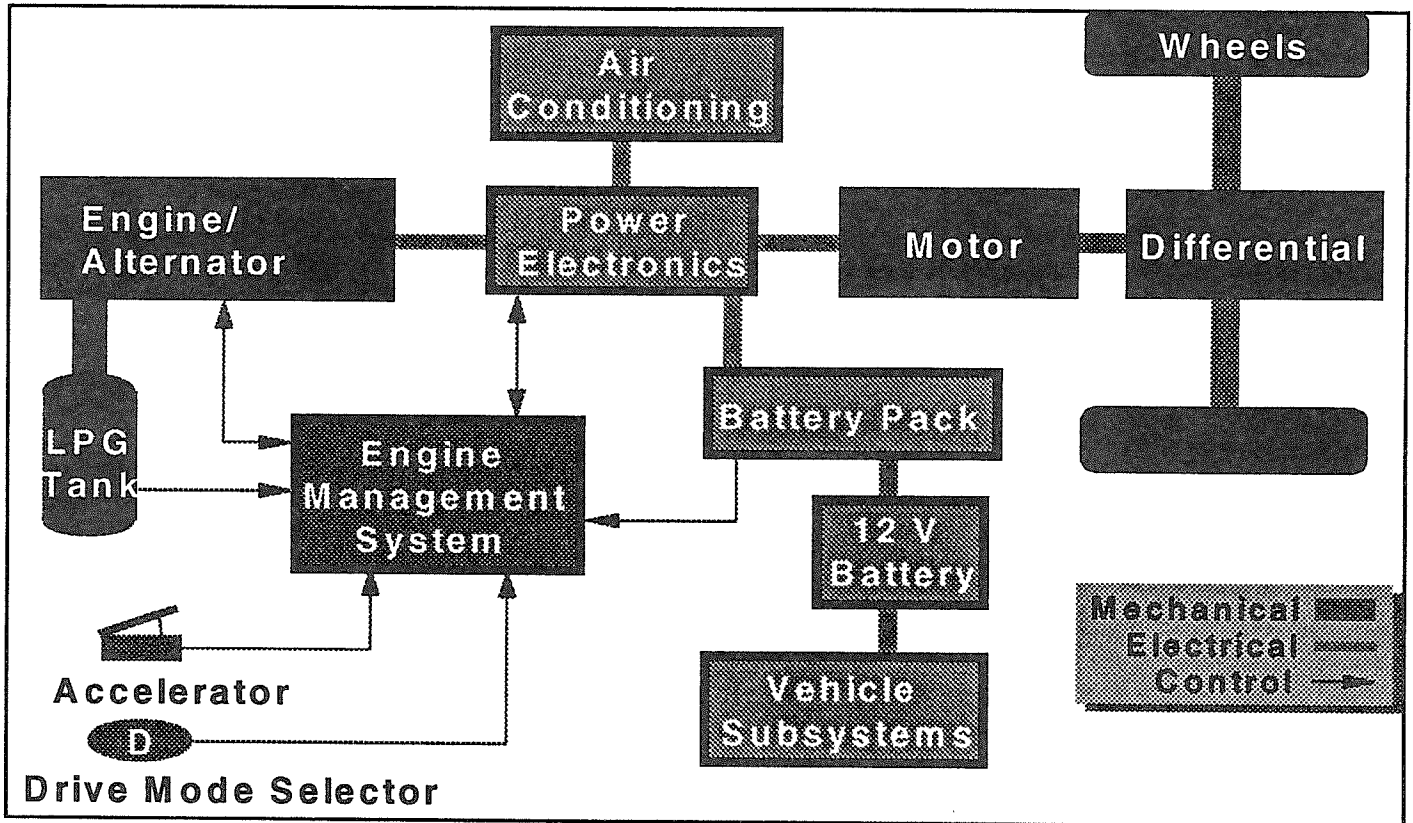 Air
Conditioning
Wheels
Engine/
Alternator
Power
Electronics
Motor
Differential
LPG
Tank
Engine
Management
System
Battery Pack
12 V
Battery
Vehicle
Subsystems
Mechanical
Electrical
Control
Accelerator
D
Drive Mode Selector